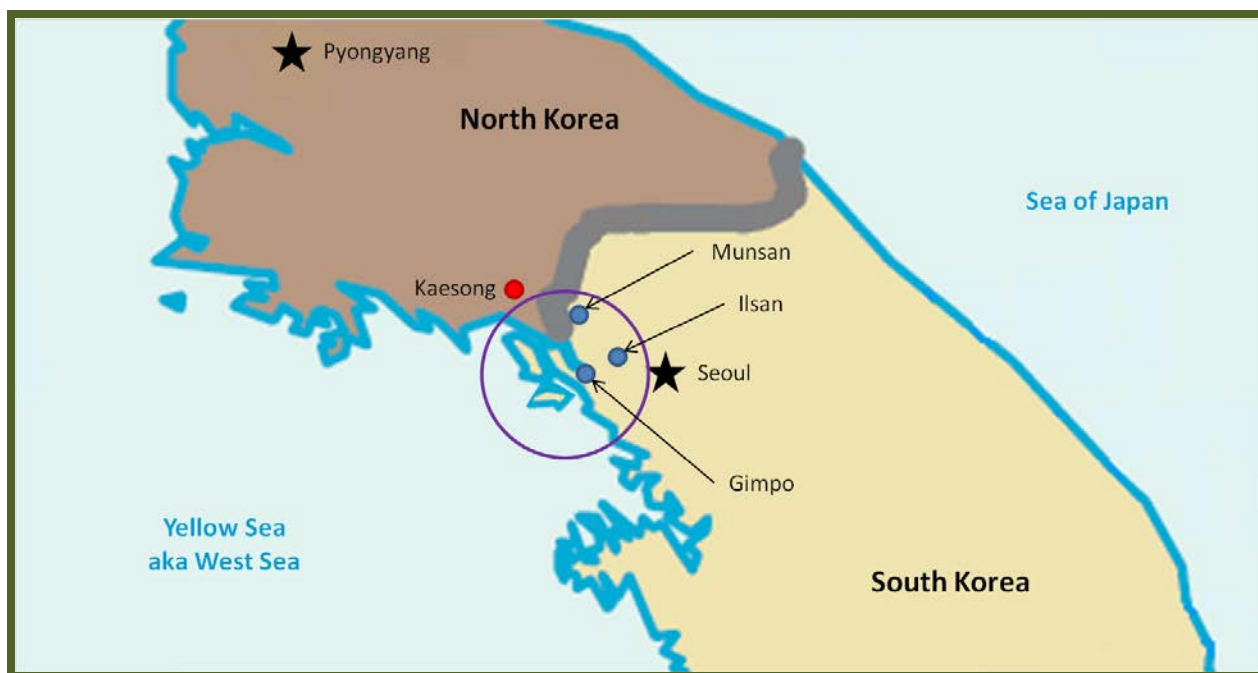 Pyongyang
North Korea
Sea of Japan
Munsan
Kaesong
Ilsan
Seoul
Gimpo
Yellow Sea
aka West Sea
South Korea